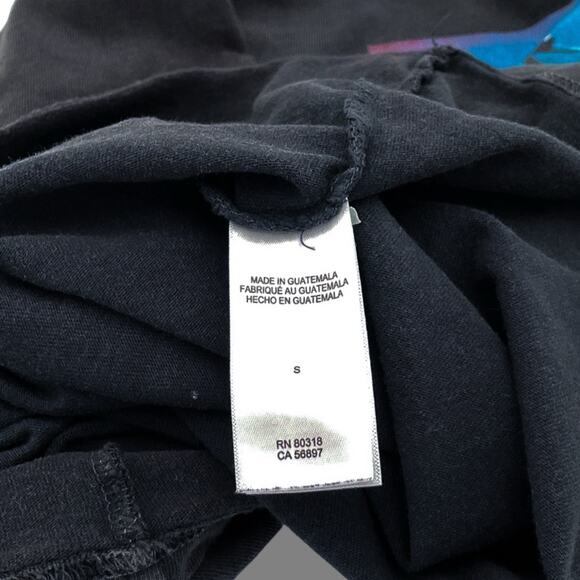 MADE IN GUATEMALA
FABRIQUÉ AU GUATEMALA
HECHO EN GUATEMALA
S
RN 80318
CA 56897